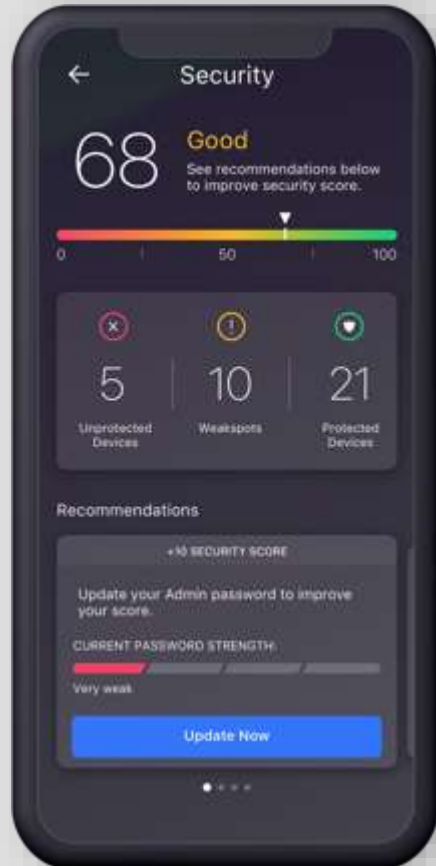 Security
68
Good
See recommendations below
to improve security score.
0 50 100
5 10 21
Unprotected Weakspots Protected
Devices Devices
Recommendations
+10 SECURITY SCORE
Update your Admin password to improve
your score.
CURRENT PASSWORD STRENGTH:
Very weak
Update Now